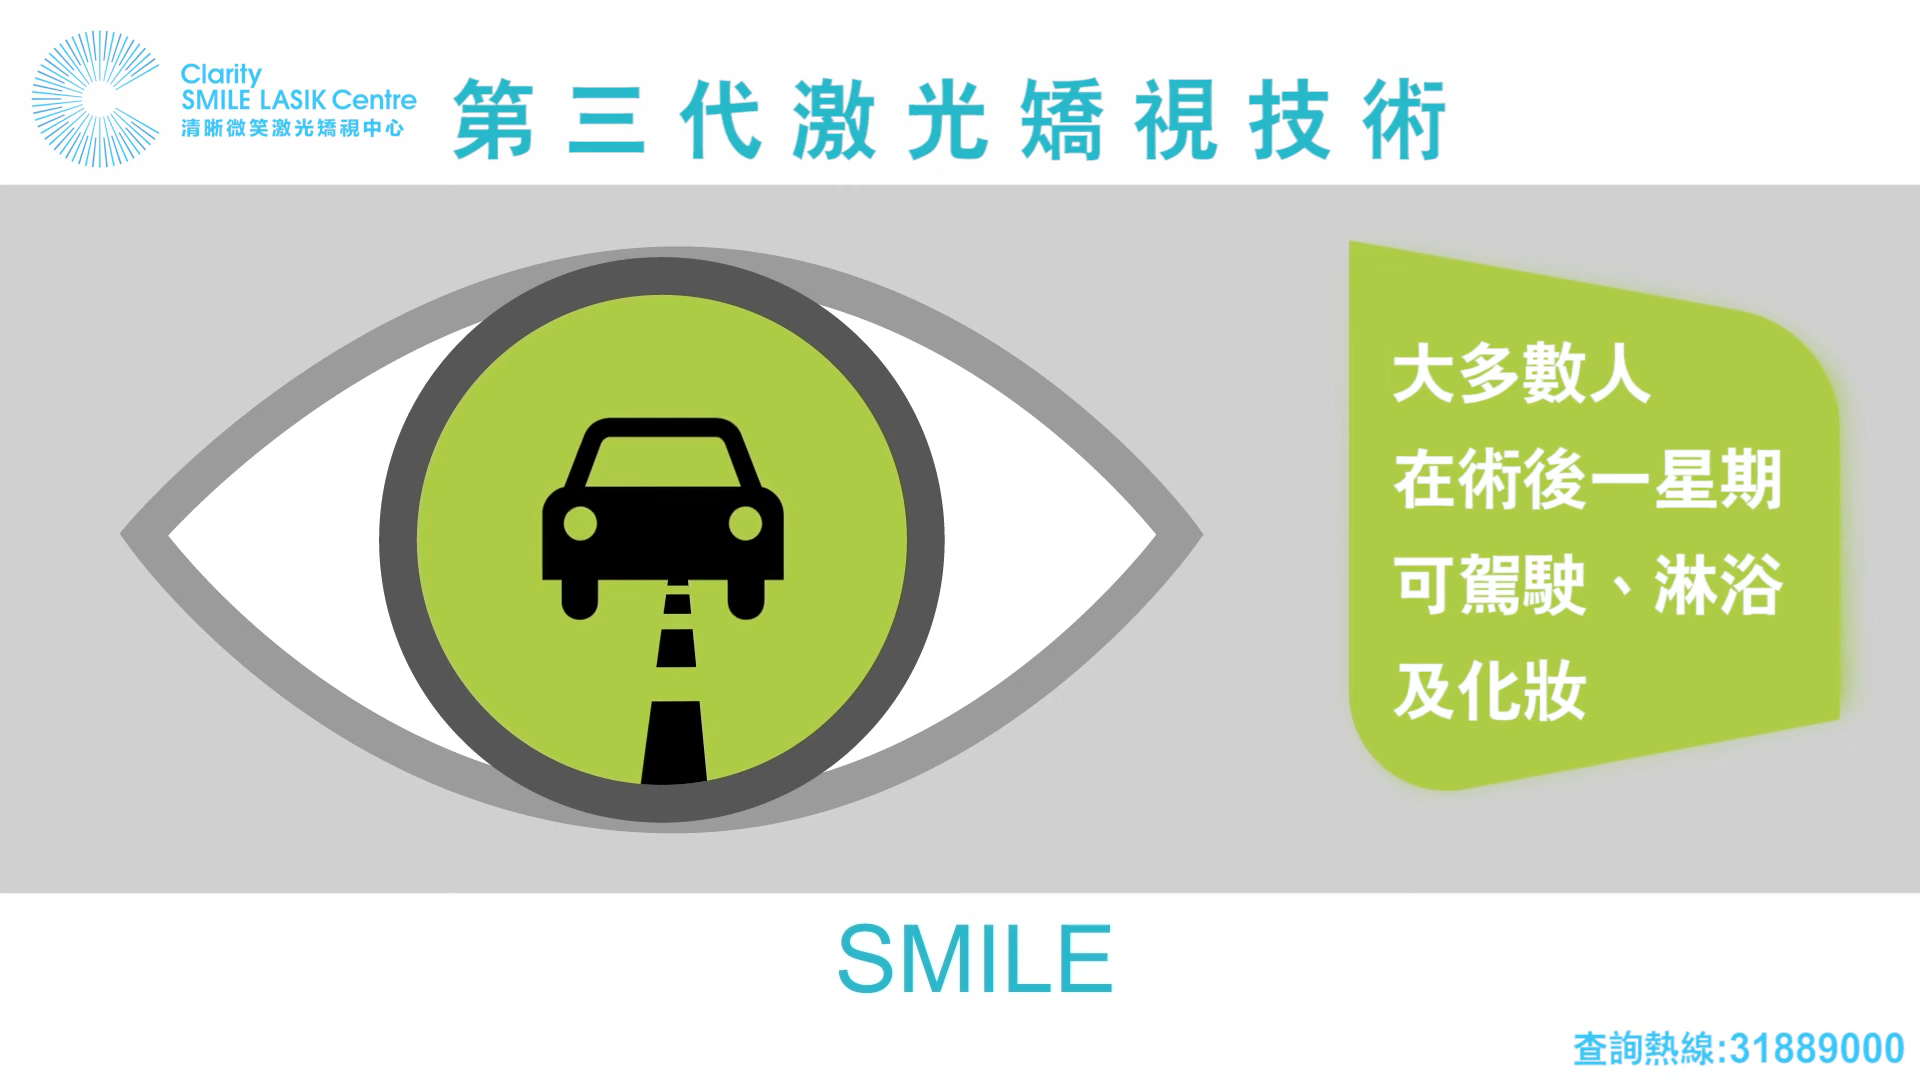 Clarity
SMILE LASIK Centre
清晰微笑激光矯視中心
第三代激光矯視技術
大多數人
在術後一星期
可駕駛、淋浴
及化妝
SMILE
查詢熱線:31889000